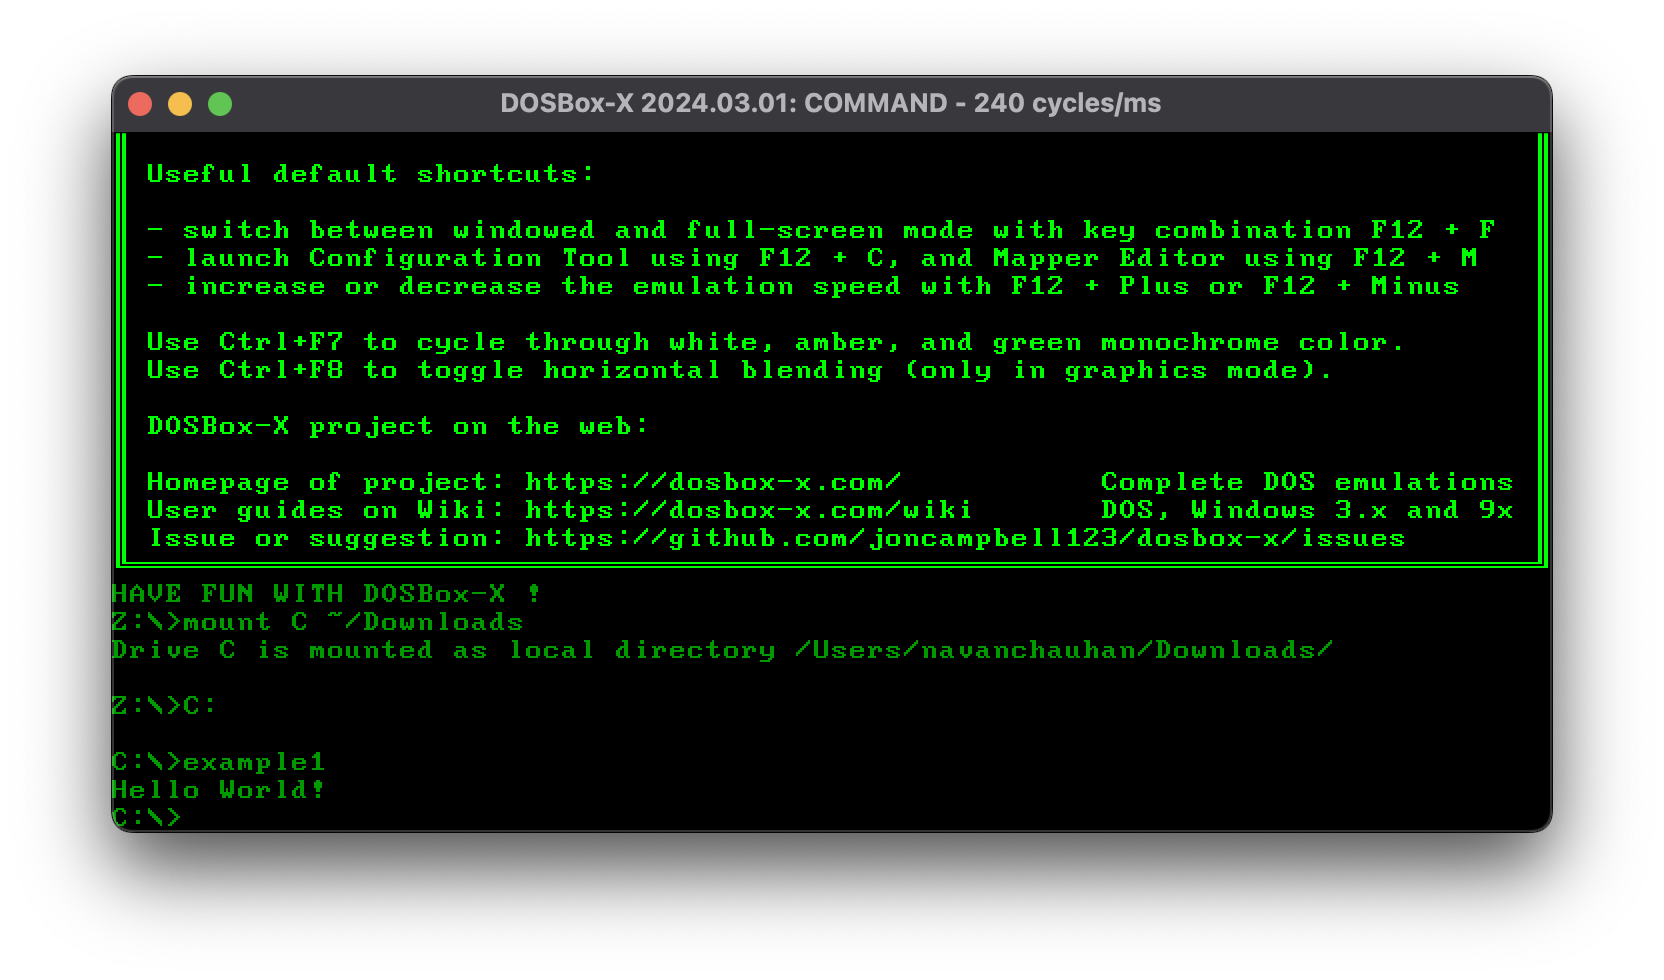 DOSBox-X 2024.03.01: COMMAND - 240 cycles/ms
Useful default shortcuts:
- switch between windowed and full-screen mode with key combination F12 + F
- launch Configuration Tool using F12 + C, and Mapper Editor using F12 + M
- increase or decrease the emulation speed with F12 + Plus or F12 + Minus
Use Ctrl+F7 to cycle through white, amber, and green monochrome color.
Use Ctrl+F8 to toggle horizontal blending (only in graphics mode).
DOSBox-X project on the web:
Homepage of project: https://dosbox-x.com/ Complete DOS emulations
User guides on Wiki: https://dosbox-x.com/wiki DOS, Windows 3.x and 9x
Issue or suggestion: https://github.com/joncampbell123/dosbox-x/issues
HAVE FUN WITH DOSBox-X !
Z:\>mount C ~/Downloads
Drive C is mounted as local directory /Users/navanchauhan/Downloads/
Z:\>C:
C:\>example1
Hello World!
C:\>